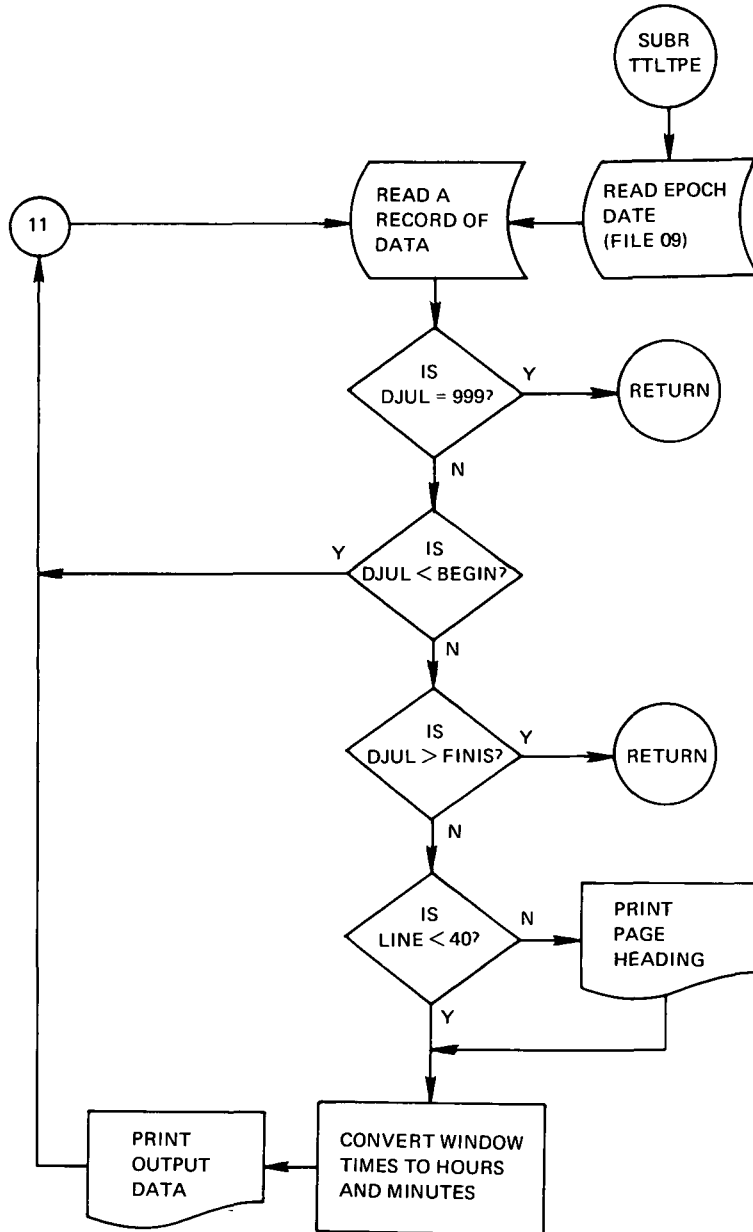 SUBR
TTLTPE
READ EPOCH
DATE
(FILE 09)
READ A
RECORD OF
DATA
11
IS
DJUL = 999?
Y
RETURN
N
IS
DJUL < BEGIN?
Y
N
IS
DJUL > FINIS?
Y
RETURN
N
IS
LINE < 40?
N
PRINT
PAGE
HEADING
Y
CONVERT WINDOW
TIMES TO HOURS
AND MINUTES
PRINT
OUTPUT
DATA